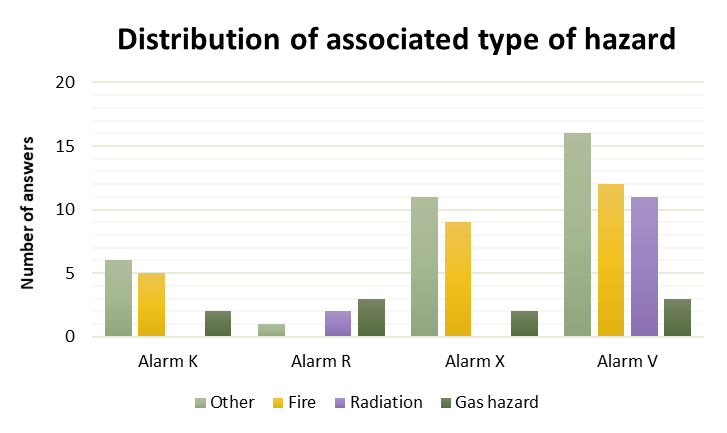 Distribution of associated type of hazard
Number of answers
20
15
10
5
0
Alarm K Alarm R Alarm X Alarm V
Other Fire Radiation Gas hazard